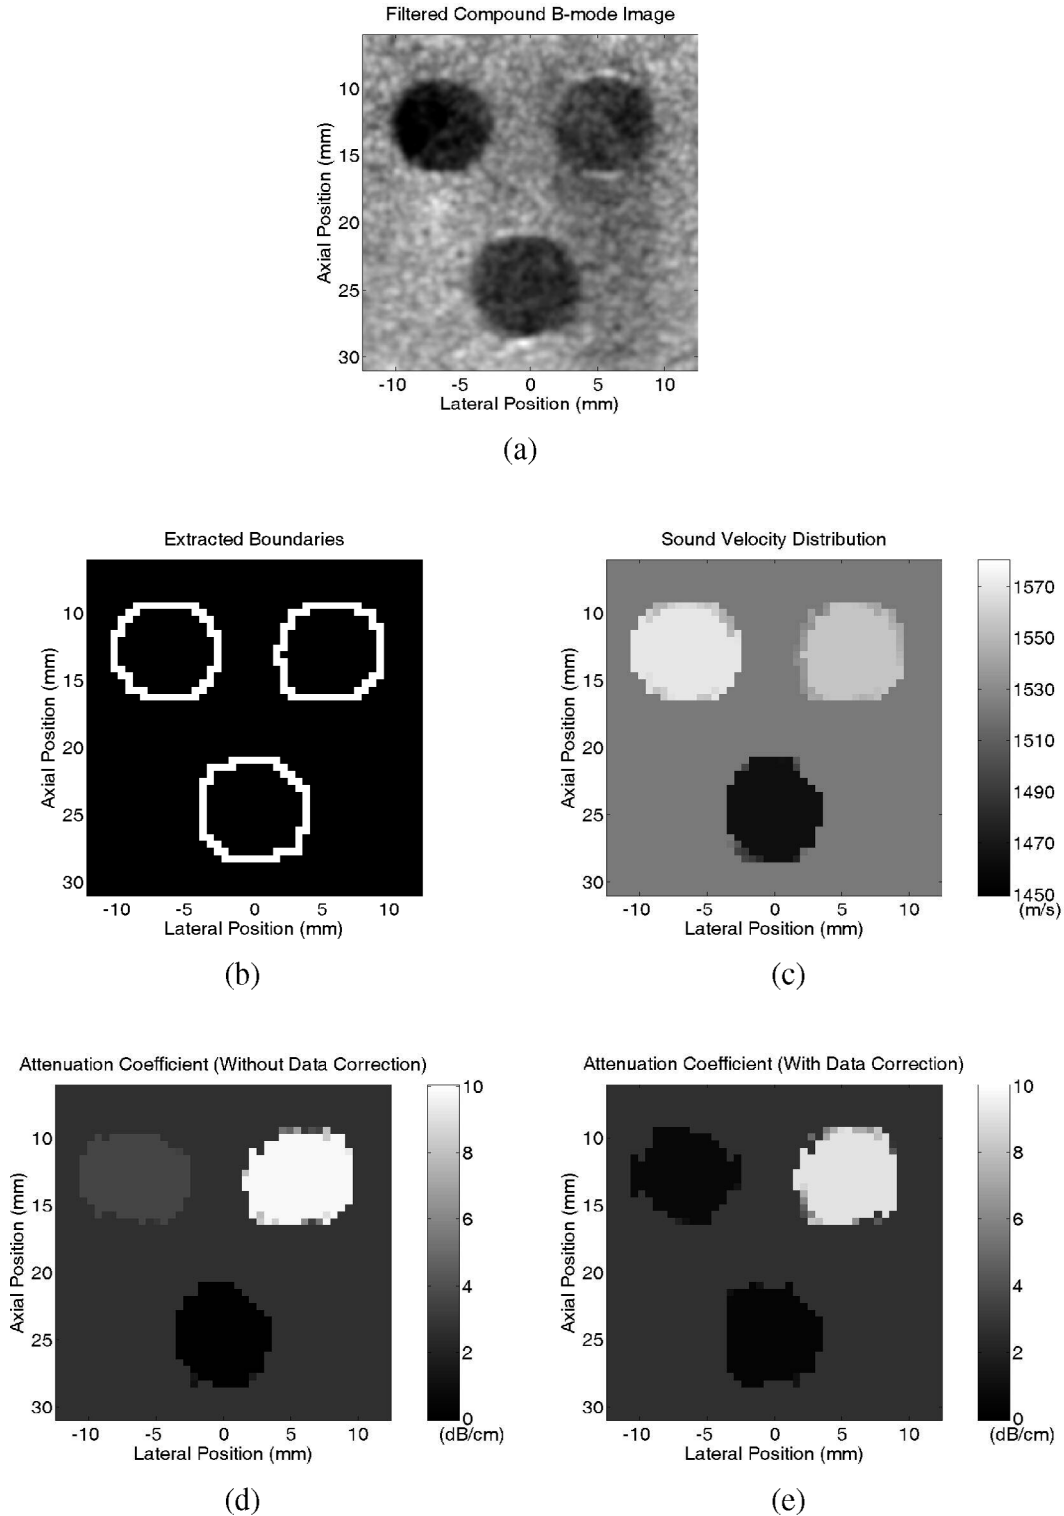 Filtered Compound B-mode Image
Axial Position (mm)
10
15
20
25
30
-10 -5 0 5 10
Lateral Position (mm)
(a)
Extracted Boundaries
Axial Position (mm)
10
15
20
25
30
-10 -5 0 5 10
Lateral Position (mm)
(b)
Sound Velocity Distribution
Axial Position (mm)
10
15
20
25
30
-10 -5 0 5 10
Lateral Position (mm)
1570
1550
1530
1510
1490
1470
1450
(m/s)
(c)
Attenuation Coefficient (Without Data Correction)
Axial Position (mm)
10
15
20
25
30
-10 -5 0 5 10
Lateral Position (mm)
10
8
6
4
2
0
(dB/cm)
(d)
Attenuation Coefficient (With Data Correction)
Axial Position (mm)
10
15
20
25
30
-10 -5 0 5 10
Lateral Position (mm)
10
8
6
4
2
0
(dB/cm)
(e)